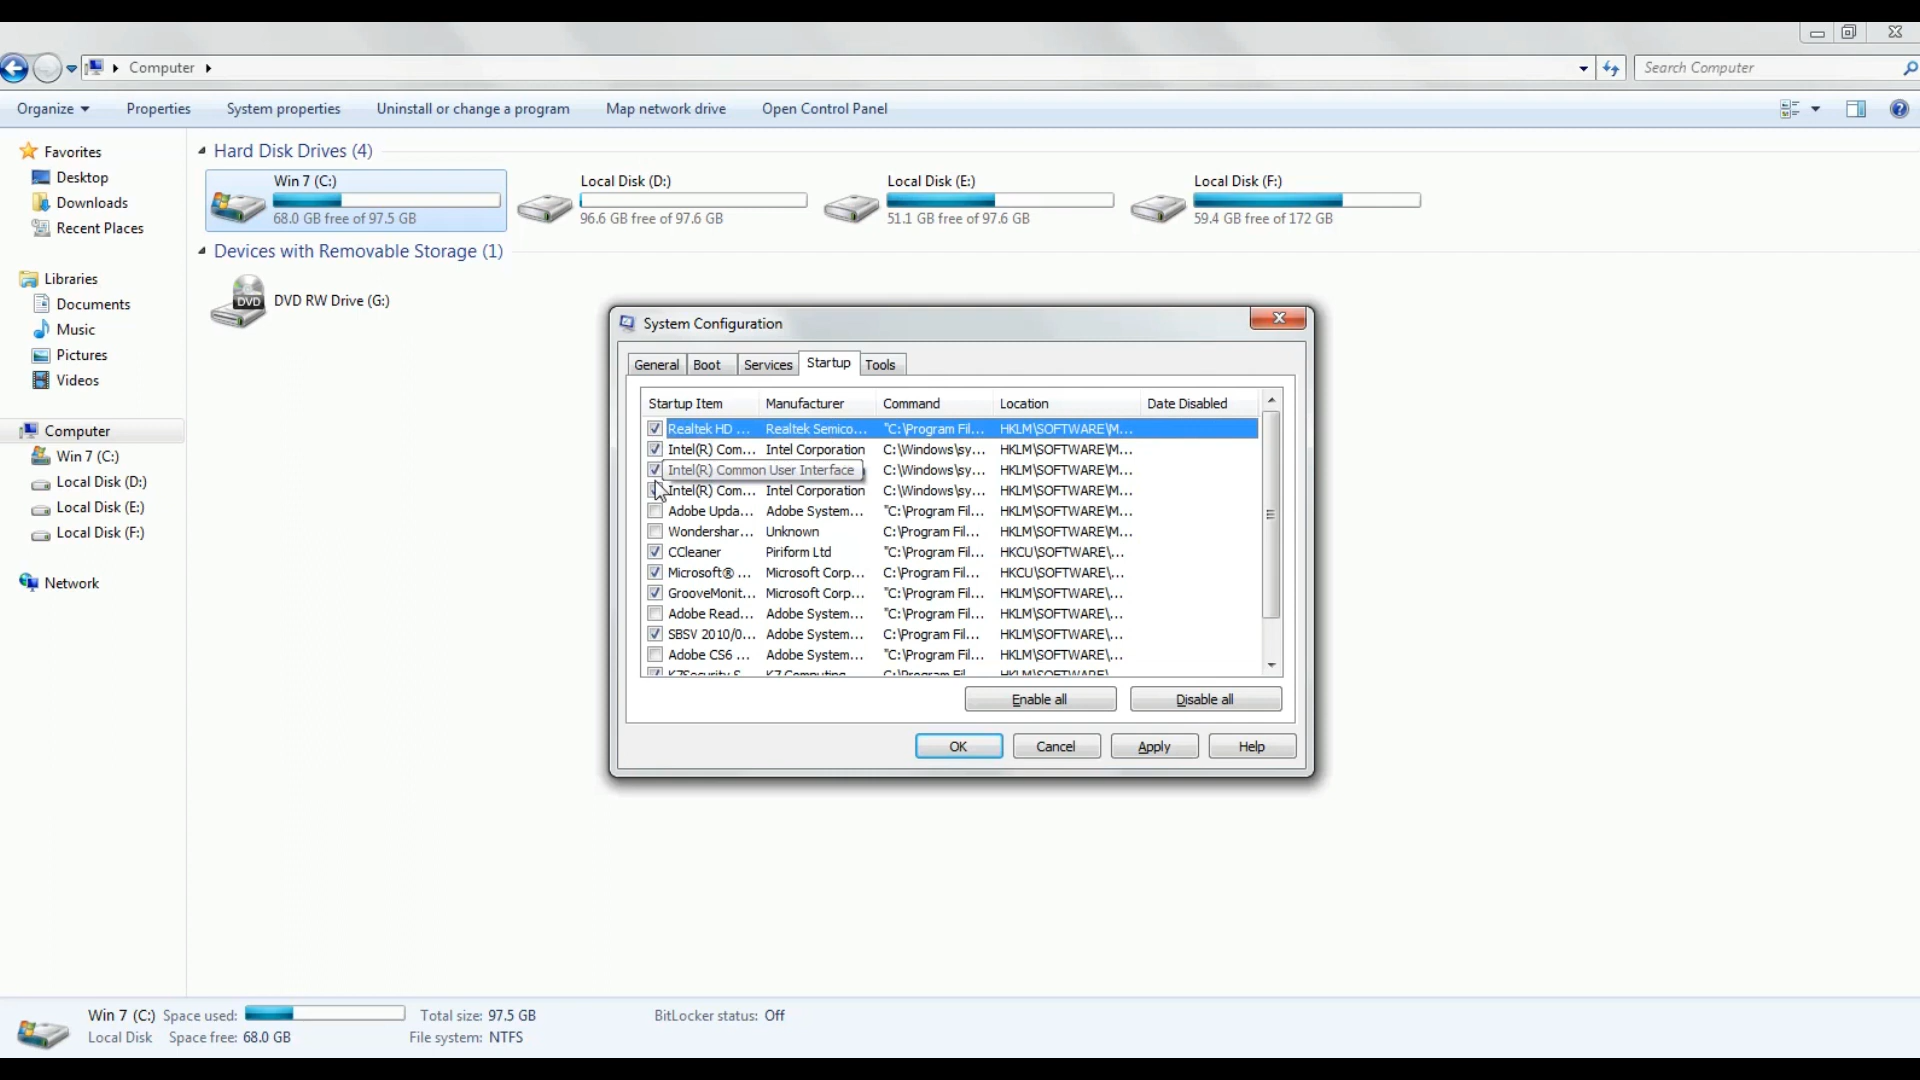 Computer
Search Computer
Organize
Properties
System properties
Uninstall or change a program
Map network drive
Open Control Panel
Favorites
Desktop
Downloads
Recent Places
Libraries
Documents
Music
Pictures
Videos
Computer
Win 7 (C:)
Local Disk (D:)
Local Disk (E:)
Local Disk (F:)
Network
Hard Disk Drives (4)
Win 7 (C:)
68.0 GB free of 97.5 GB
Local Disk (D:)
96.6 GB free of 97.6 GB
Local Disk (E:)
51.1 GB free of 97.6 GB
Local Disk (F:)
59.4 GB free of 172 GB
Devices with Removable Storage (1)
DVD
DVD RW Drive (G:)
System Configuration
General Boot Services Startup Tools
Startup Item Manufacturer Command Location Date Disabled
Realtek HD ... Realtek Semico... "C:\Program Fil... HKLM\SOFTWARE\M...
Intel(R) Com... Intel Corporation C:\Windows\sy... HKLM\SOFTWARE\M...
Intel(R) Common User Interface C:\Windows\sy... HKLM\SOFTWARE\M...
Intel(R) Com... Intel Corporation C:\Windows\sy... HKLM\SOFTWARE\M...
Adobe Upda... Adobe System... "C:\Program Fil... HKLM\SOFTWARE\M...
Wondershar... Unknown C:\Program Fil... HKLM\SOFTWARE\M...
CCleaner Piriform Ltd "C:\Program Fil... HKCU\SOFTWARE\...
Microsoft® ... Microsoft Corp... C:\Program Fil... HKCU\SOFTWARE\...
GrooveMonit... Microsoft Corp... "C:\Program Fil... HKLM\SOFTWARE\...
Adobe Read... Adobe System... "C:\Program Fil... HKLM\SOFTWARE\...
SBSV 2010/0... Adobe System... C:\Program Fil... HKLM\SOFTWARE\...
Adobe CS6 ... Adobe System... "C:\Program Fil... HKLM\SOFTWARE\...
K7Security S... K7 Computing C:\Program Fil... HKLM\SOFTWARE\...
Enable all
Disable all
OK
Cancel
Apply
Help
Win 7 (C:) Space used: Total size: 97.5 GB BitLocker status: Off
Local Disk Space free: 68.0 GB File system: NTFS